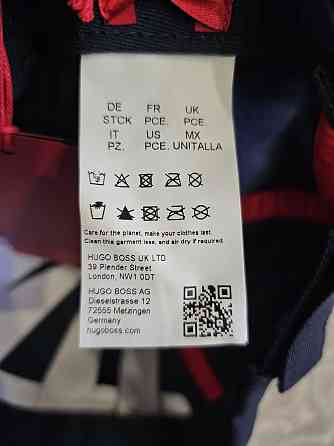 DE FR UK
STCK PCE. PCE.
IT US MX
PZ. PCE. UNITALLA
Care for the planet, make your clothes last.
Clean this garment less, and air dry if required.
HUGO BOSS UK LTD
39 Plender Street
London, NW1 0DT
HUGO BOSS AG
Dieselstrasse 12
72555 Metzingen
Germany
hugoboss.com